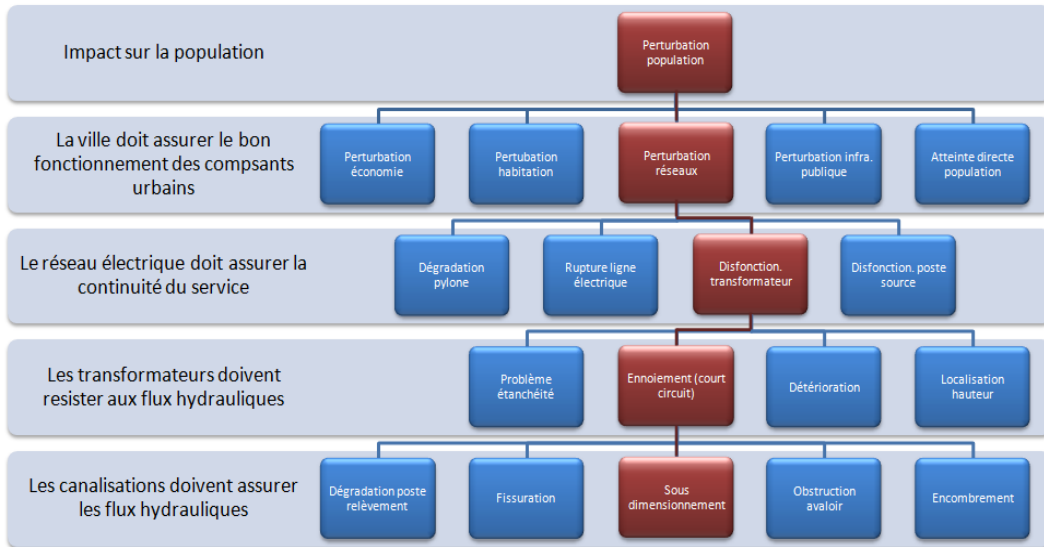 Impact sur la population
Perturbation
population
La ville doit assurer le bon
fonctionnement des compsants
urbains
Perturbation
économie
Pertubation
habitation
Perturbation
réseaux
Perturbation infra.
publique
Atteinte directe
population
Le réseau électrique doit assurer la
continuité du service
Dégradation
pylone
Rupture ligne
électrique
Disfonction.
transformateur
Disfonction. poste
source
Les transformateurs doivent
resister aux flux hydrauliques
Problème
étanchéité
Ennoiement (court
circuit)
Détérioration
Localisation
hauteur
Les canalisations doivent assurer
les flux hydrauliques
Dégradation poste
relèvement
Fissuration
Sous
dimensionnement
Obstruction
avaloir
Encombrement